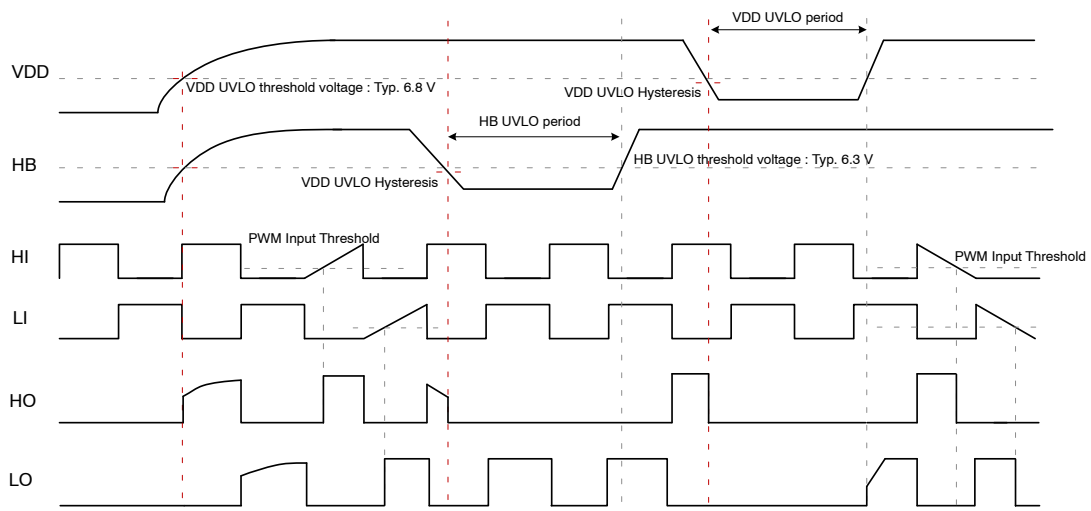 VDD UVLO period
VDD
VDD UVLO threshold voltage : Typ. 6.8 V
VDD UVLO Hysteresis
HB UVLO period
HB
HB UVLO threshold voltage : Typ. 6.3 V
VDD UVLO Hysteresis
PWM Input Threshold
HI
PWM Input Threshold
LI
HO
LO